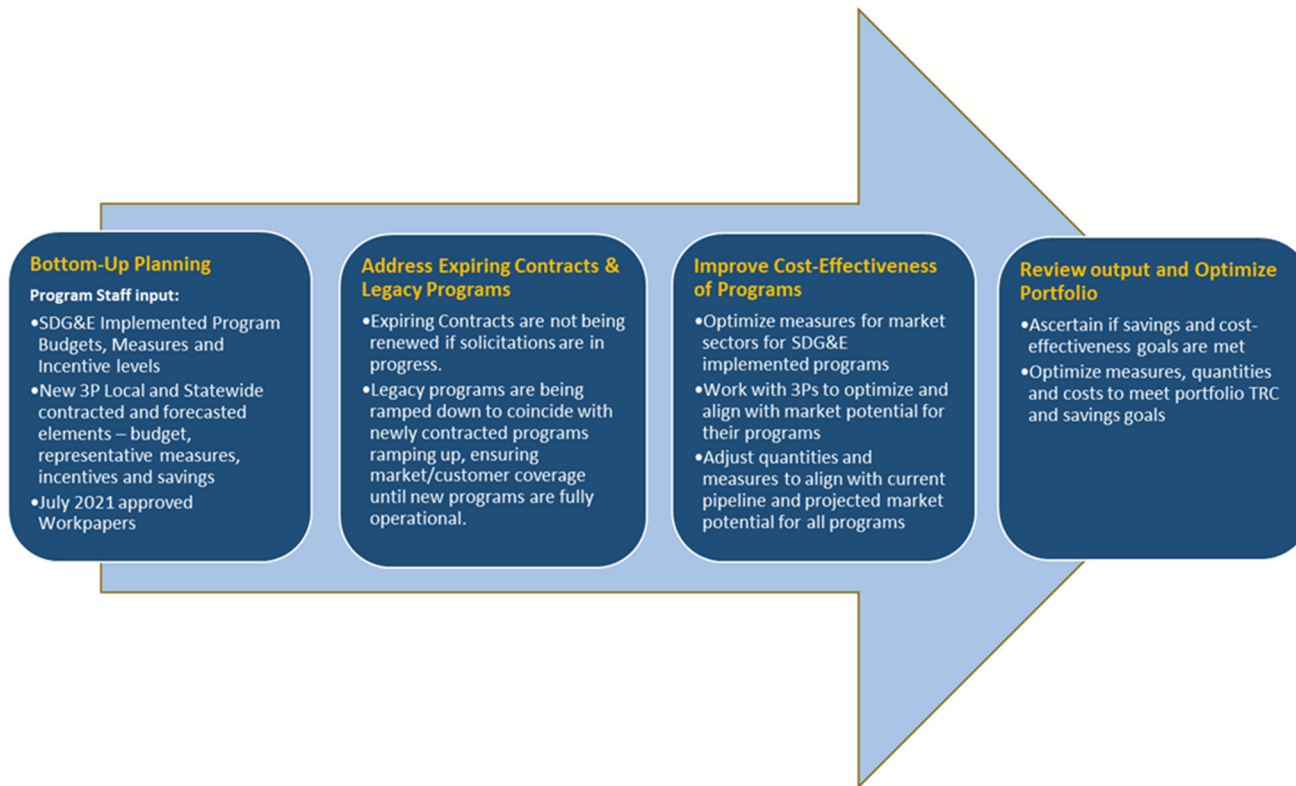 Bottom-Up Planning
Program Staff input:
•SDG&E Implemented Program
Budgets, Measures and
Incentive levels
•New 3P Local and Statewide
contracted and forecasted
elements – budget,
representative measures,
incentives and savings
•July 2021 approved
Workpapers
Address Expiring Contracts &
Legacy Programs
•Expiring Contracts are not being
renewed if solicitations are in
progress.
•Legacy programs are being
ramped down to coincide with
newly contracted programs
ramping up, ensuring
market/customer coverage
until new programs are fully
operational.
Improve Cost-Effectiveness
of Programs
•Optimize measures for market
sectors for SDG&E
implemented programs
•Work with 3Ps to optimize and
align with market potential for
their programs
•Adjust quantities and
measures to align with current
pipeline and projected market
potential for all programs
Review output and Optimize
Portfolio
•Ascertain if savings and cost-
effectiveness goals are met
•Optimize measures, quantities
and costs to meet portfolio TRC
and savings goals